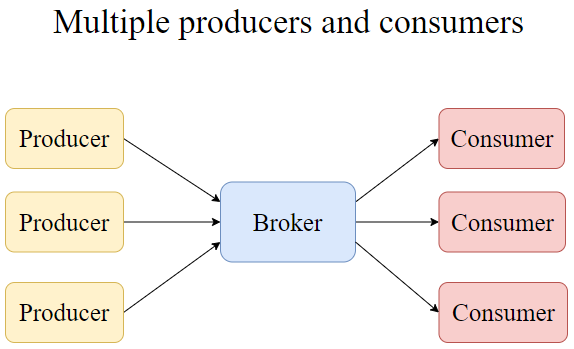 Multiple producers and consumers
Producer
Consumer
Producer
Broker
Consumer
Producer
Consumer